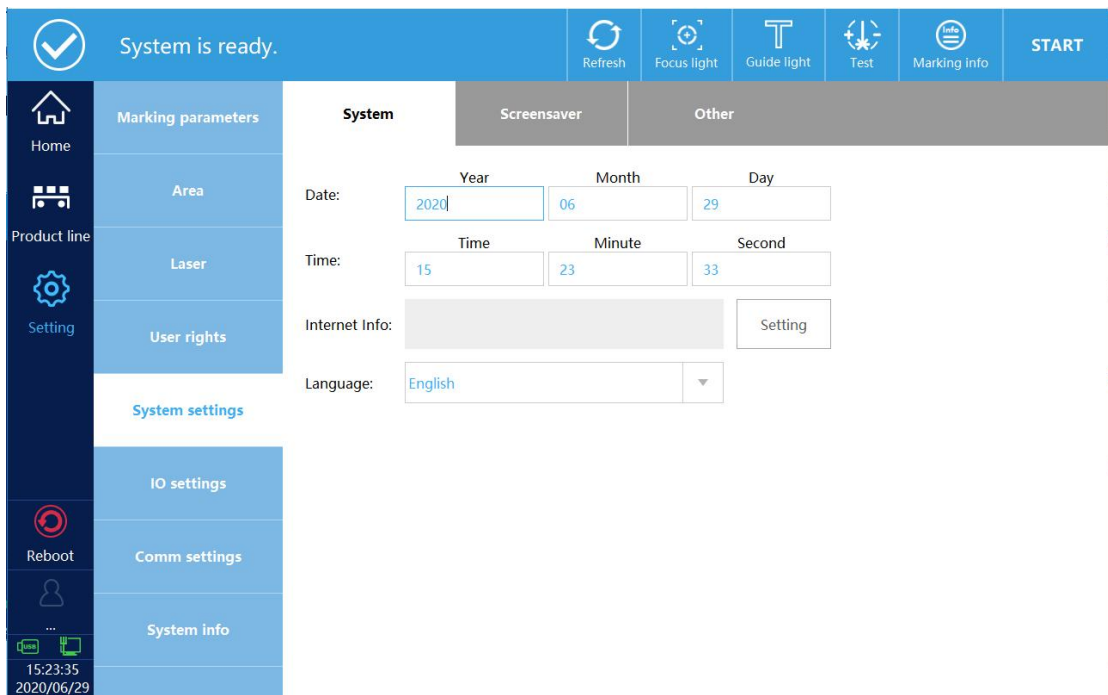 System is ready.
Refresh
Focus light
Guide light
Test
Info
Marking info
START
Home
Product line
Setting
Reboot
...
USB
15:23:35
2020/06/29
Marking parameters
Area
Laser
User rights
System settings
IO settings
Comm settings
System info
System Screensaver Other
Year Month Day
Date: 2020 06 29
Time Minute Second
Time: 15 23 33
Internet Info: Setting
Language: English